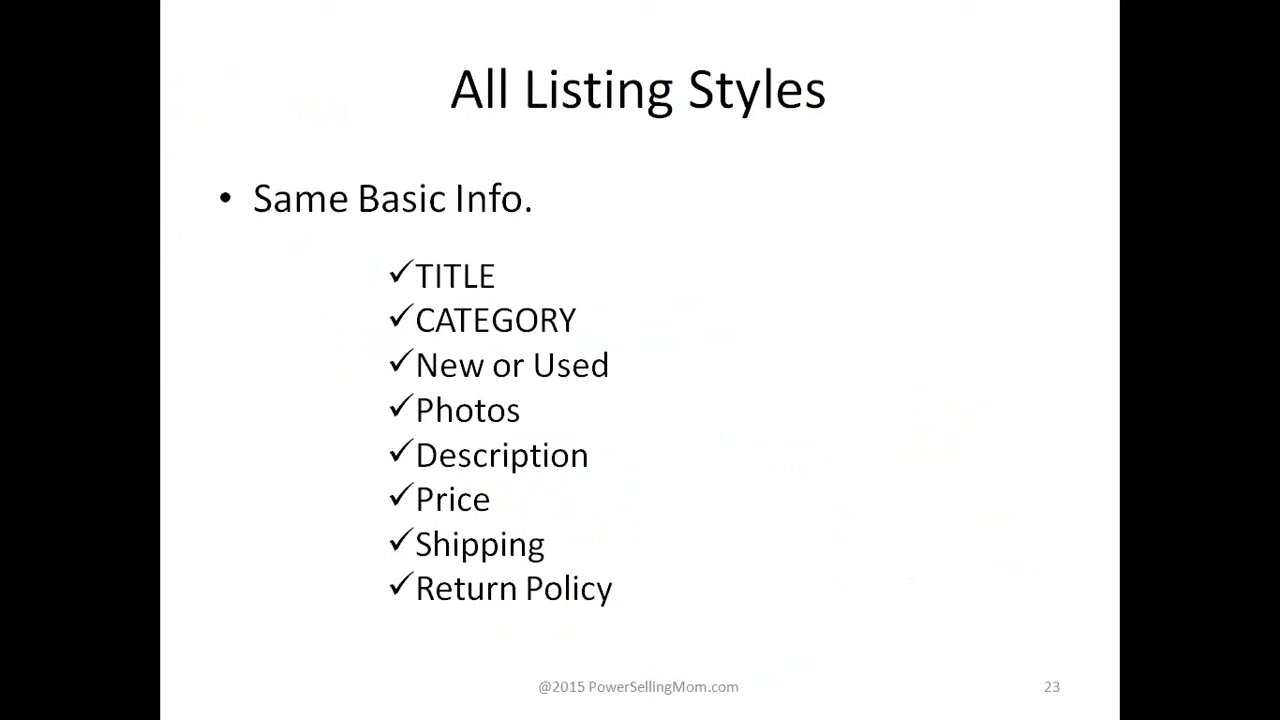 All Listing Styles
• Same Basic Info.
✓TITLE
✓CATEGORY
✓New or Used
✓Photos
✓Description
✓Price
✓Shipping
✓Return Policy
@2015 PowerSellingMom.com
23